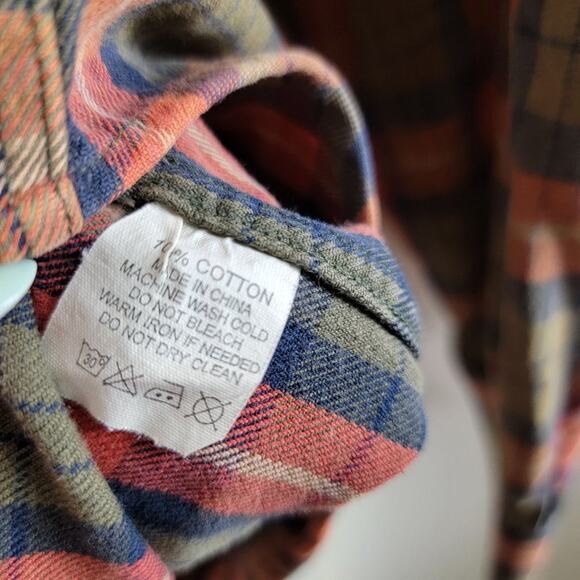 100% COTTON
MADE IN CHINA
MACHINE WASH COLD
DO NOT BLEACH
WARM IRON IF NEEDED
DO NOT DRY CLEAN
30°